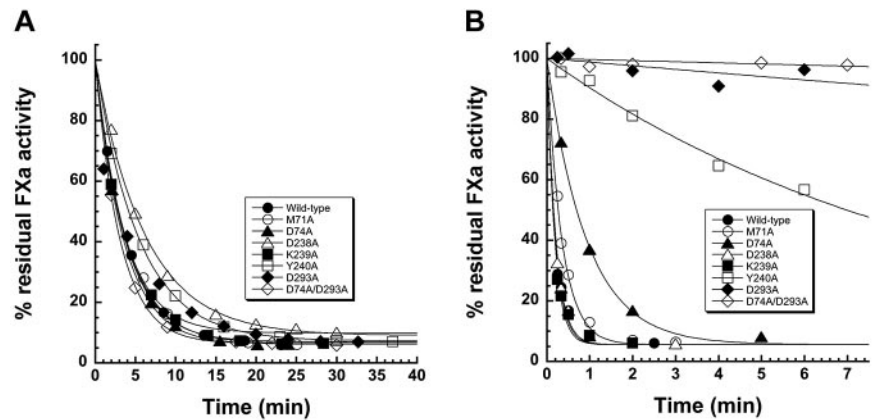 A
% residual FXa activity
100
80
60
40
20
0
Wild-type
M71A
D74A
D238A
K239A
Y240A
D293A
D74A/D293A
0 5 10 15 20 25 30 35 40
Time (min)
B
% residual FXa activity
100
80
60
40
20
0
Wild-type
M71A
D74A
D238A
K239A
Y240A
D293A
D74A/D293A
0 1 2 3 4 5 6 7
Time (min)